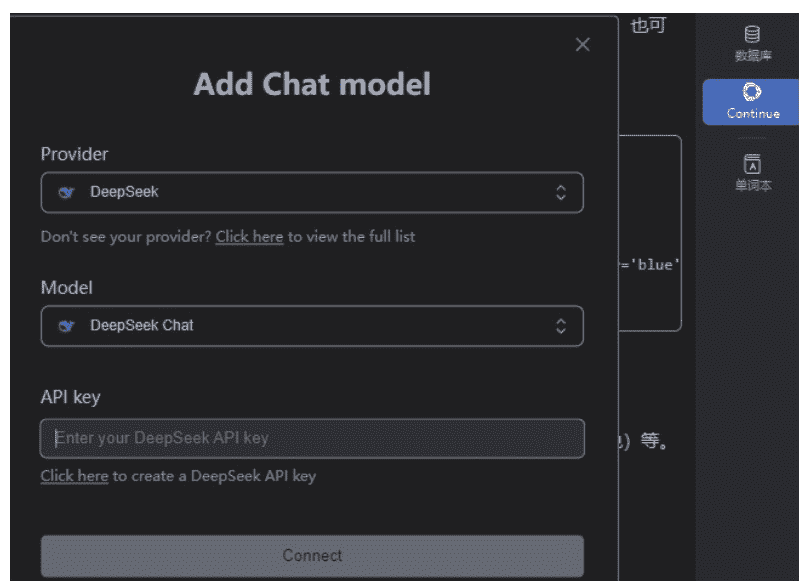 也可
数据库
Add Chat model
Continue
Provider
单词本
DeepSeek
Don't see your provider? Click here to view the full list
='blue'
Model
DeepSeek Chat
API key
Enter your DeepSeek API key
) 等。
Click here to create a DeepSeek API key
Connect